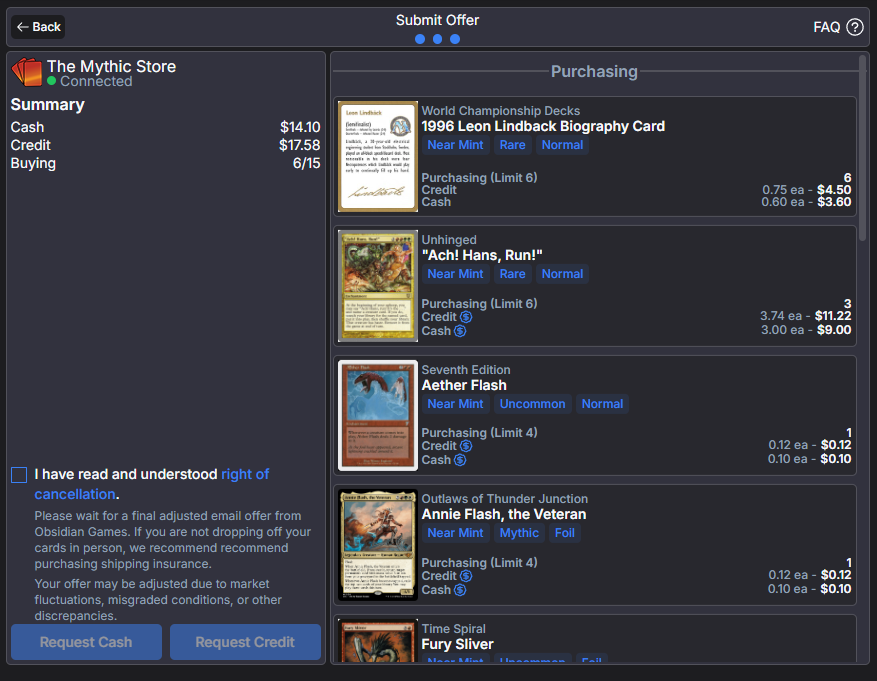 Back
Submit Offer
FAQ
The Mythic Store
Connected
Summary
Cash $14.10
Credit $17.58
Buying 6/15
I have read and understood right of
cancellation.
Please wait for a final adjusted email offer from
Obsidian Games. If you are not dropping off your
cards in person, we recommend recommend
purchasing shipping insurance.
Your offer may be adjusted due to market
fluctuations, misgraded conditions, or other
discrepancies.
Request Cash
Request Credit
Purchasing
Leon Lindback
World Championship Decks
1996 Leon Lindback Biography Card
Near Mint Rare Normal
Purchasing (Limit 6) 6
Credit 0.75 ea - $4.50
Cash 0.60 ea - $3.60
Unhinged
"Ach! Hans, Run!"
Near Mint Rare Normal
Purchasing (Limit 6) 3
Credit 3.74 ea - $11.22
Cash 3.00 ea - $9.00
Seventh Edition
Aether Flash
Near Mint Uncommon Normal
Purchasing (Limit 4) 1
Credit 0.12 ea - $0.12
Cash 0.10 ea - $0.10
Annie Flash, the Veteran
Outlaws of Thunder Junction
Annie Flash, the Veteran
Near Mint Mythic Foil
Purchasing (Limit 4) 1
Credit 0.12 ea - $0.12
Cash 0.10 ea - $0.10
Time Spiral
Fury Sliver
Near Mint Uncommon Foil